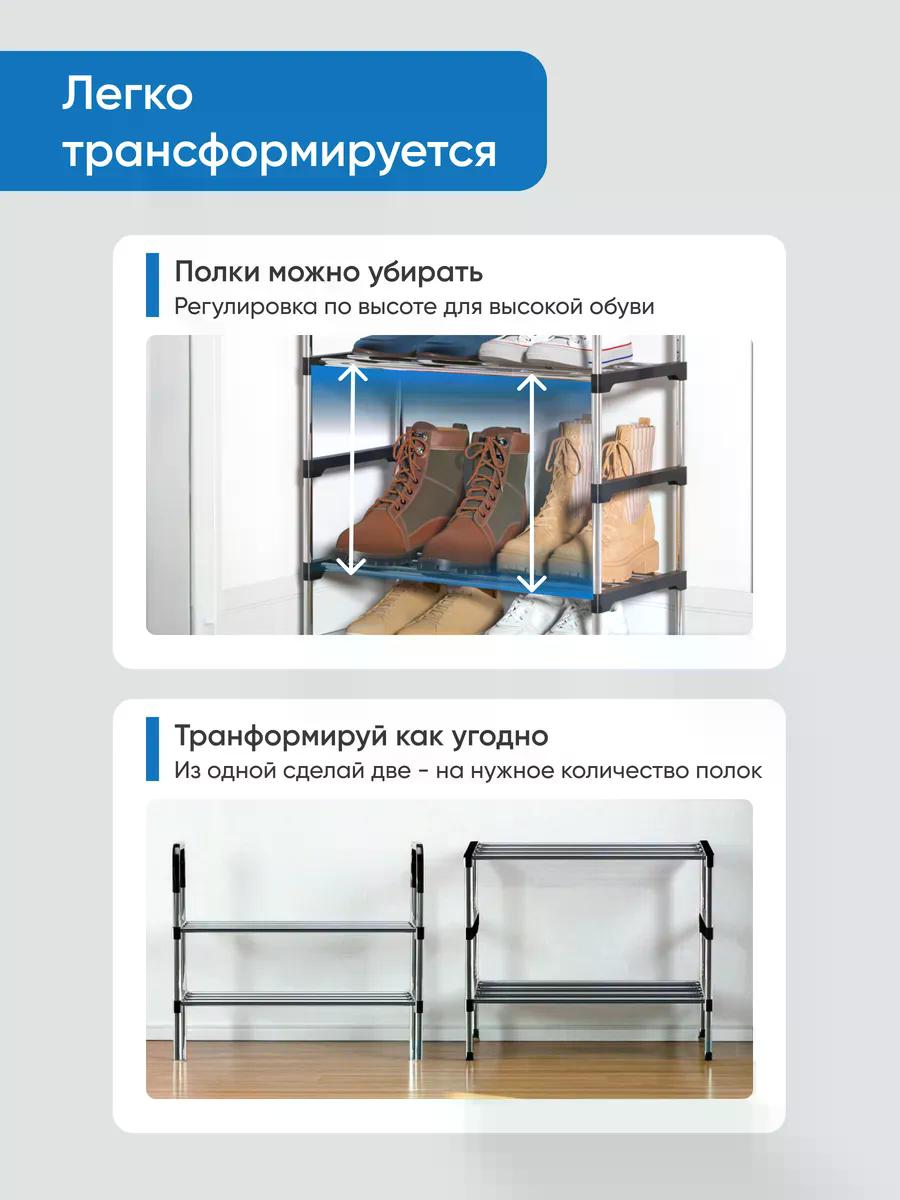 Легко
трансформируется
Полки можно убирать
Регулировка по высоте для высокой обуви
Транформируй как угодно
Из одной сделай две - на нужное количество полок